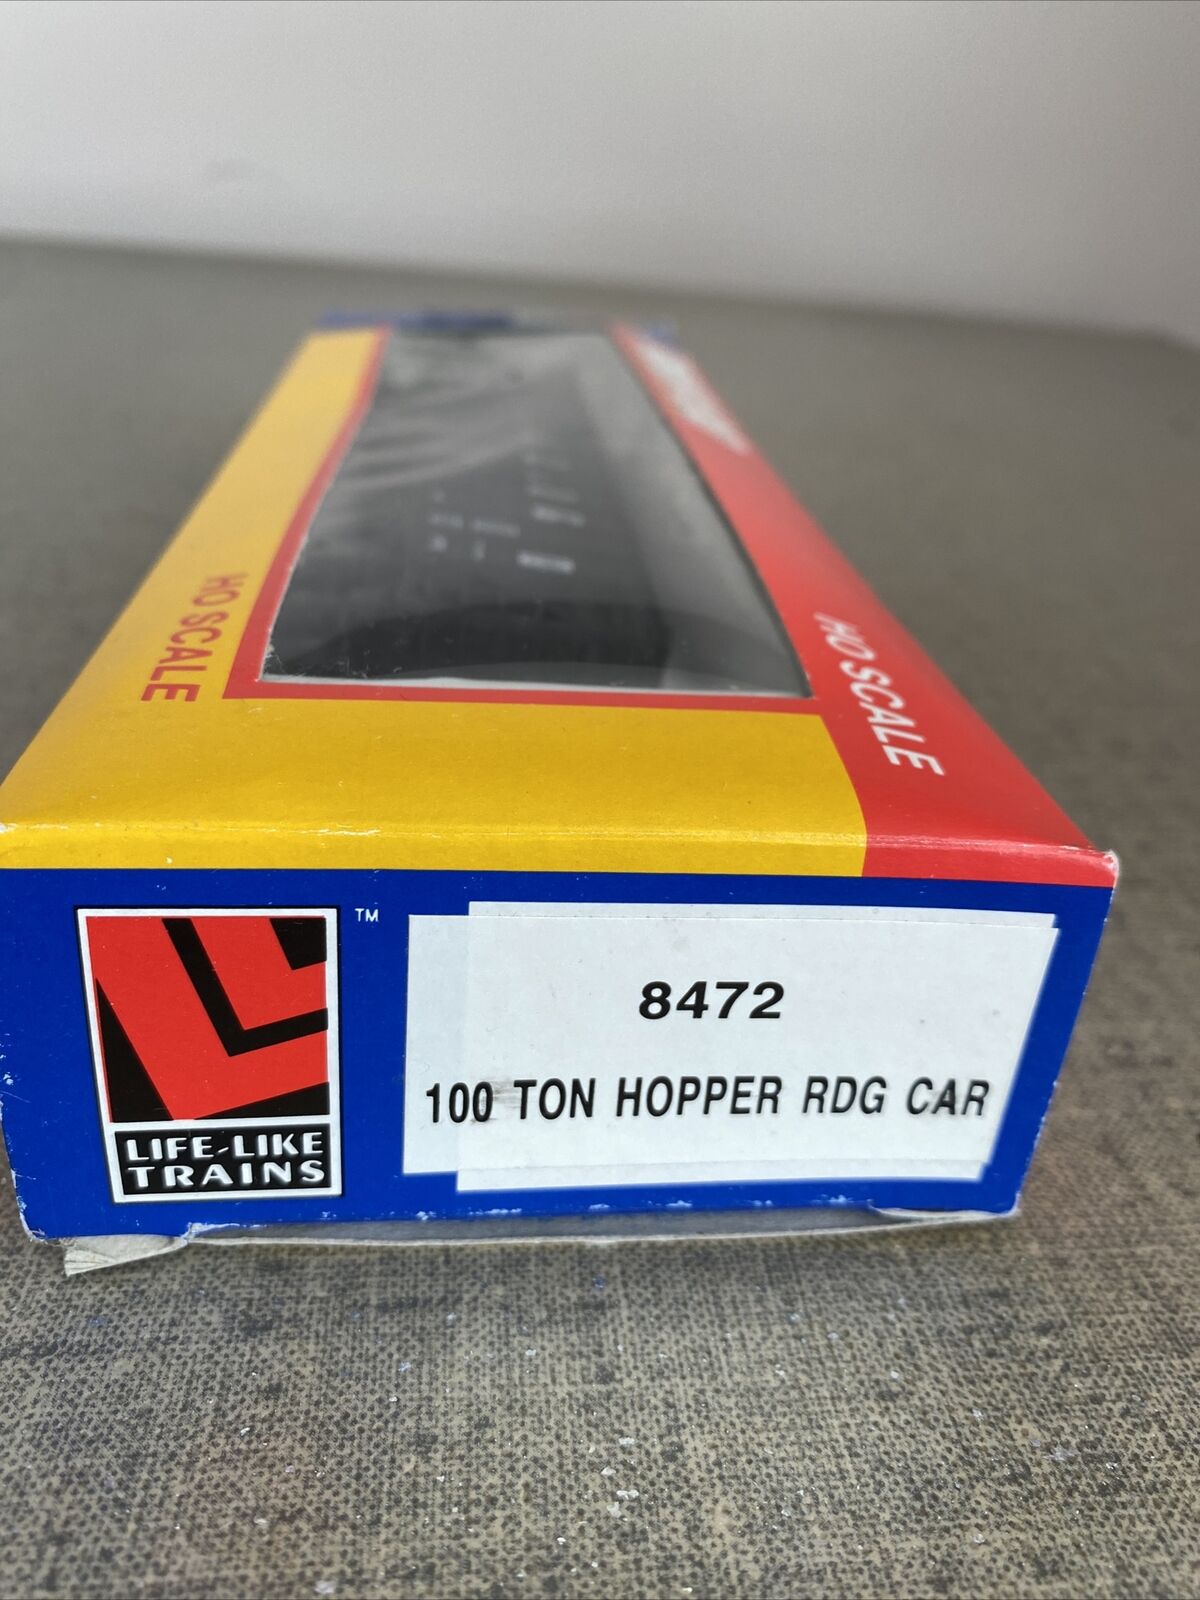 HO SCALE
HO SCALE
TM
8472
100 TON HOPPER RDG CAR
LIFE-LIKE
TRAINS